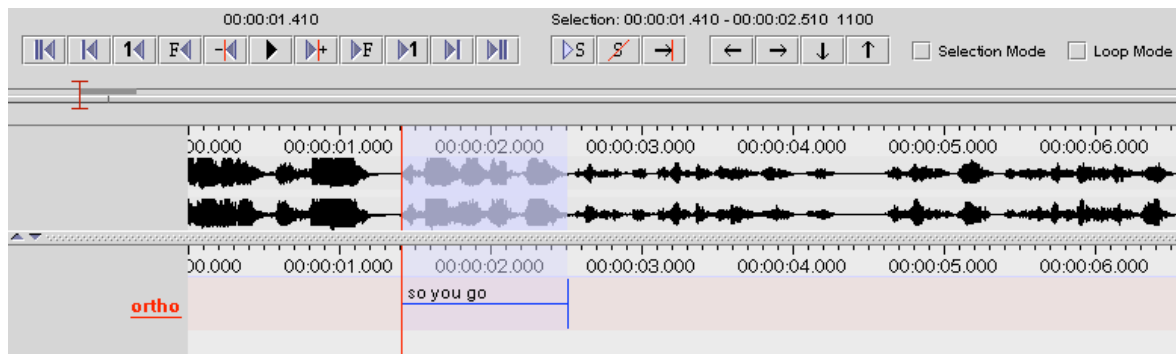 00:00:01.410 Selection: 00:00:01.410 - 00:00:02.510 1100
1 F - + F 1 S S Selection Mode Loop Mode
00.000 00:00:01.000 00:00:02.000 00:00:03.000 00:00:04.000 00:00:05.000 00:00:06.000
00.000 00:00:01.000 00:00:02.000 00:00:03.000 00:00:04.000 00:00:05.000 00:00:06.000
so you go
ortho